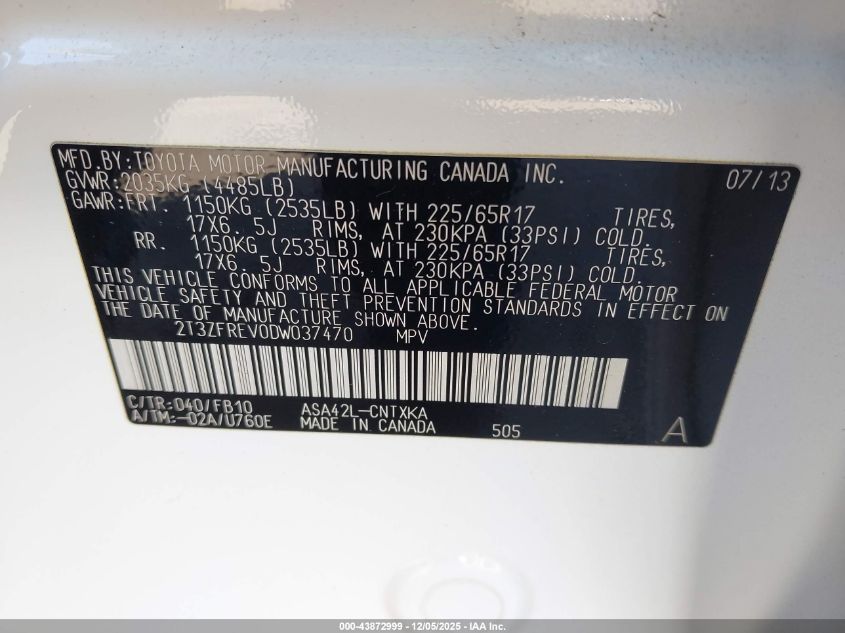 MFD.BY:TOYOTA MOTOR MANUFACTURING CANADA INC. 07/13
GVWR:2035KG (4485LB)
GAWR:FRT. 1150KG (2535LB) WITH 225/65R17 TIRES,
17X6.5J RIMS, AT 230KPA (33PSI) COLD.
RR. 1150KG (2535LB) WITH 225/65R17 TIRES,
17X6.5J RIMS, AT 230KPA (33PSI) COLD.
THIS VEHICLE CONFORMS TO ALL APPLICABLE FEDERAL MOTOR
VEHICLE SAFETY AND THEFT PREVENTION STANDARDS IN EFFECT ON
THE DATE OF MANUFACTURE SHOWN ABOVE.
2T3ZFREV0DW037470 MPV
C/TR:040/FB10 ASA42L-CNTXKA
A/TM:-02A/U760E MADE IN CANADA 505 A
000-43872999 - 12/05/2025 - IAA Inc.